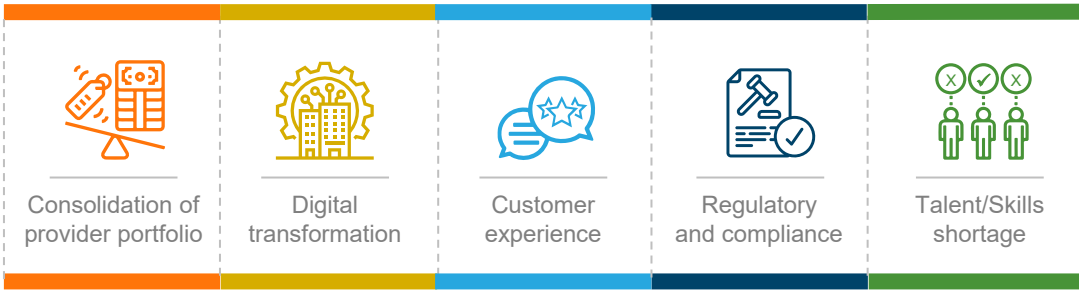 X
✓
X
Consolidation of
provider portfolio
Digital
transformation
Customer
experience
Regulatory
and compliance
Talent/Skills
shortage